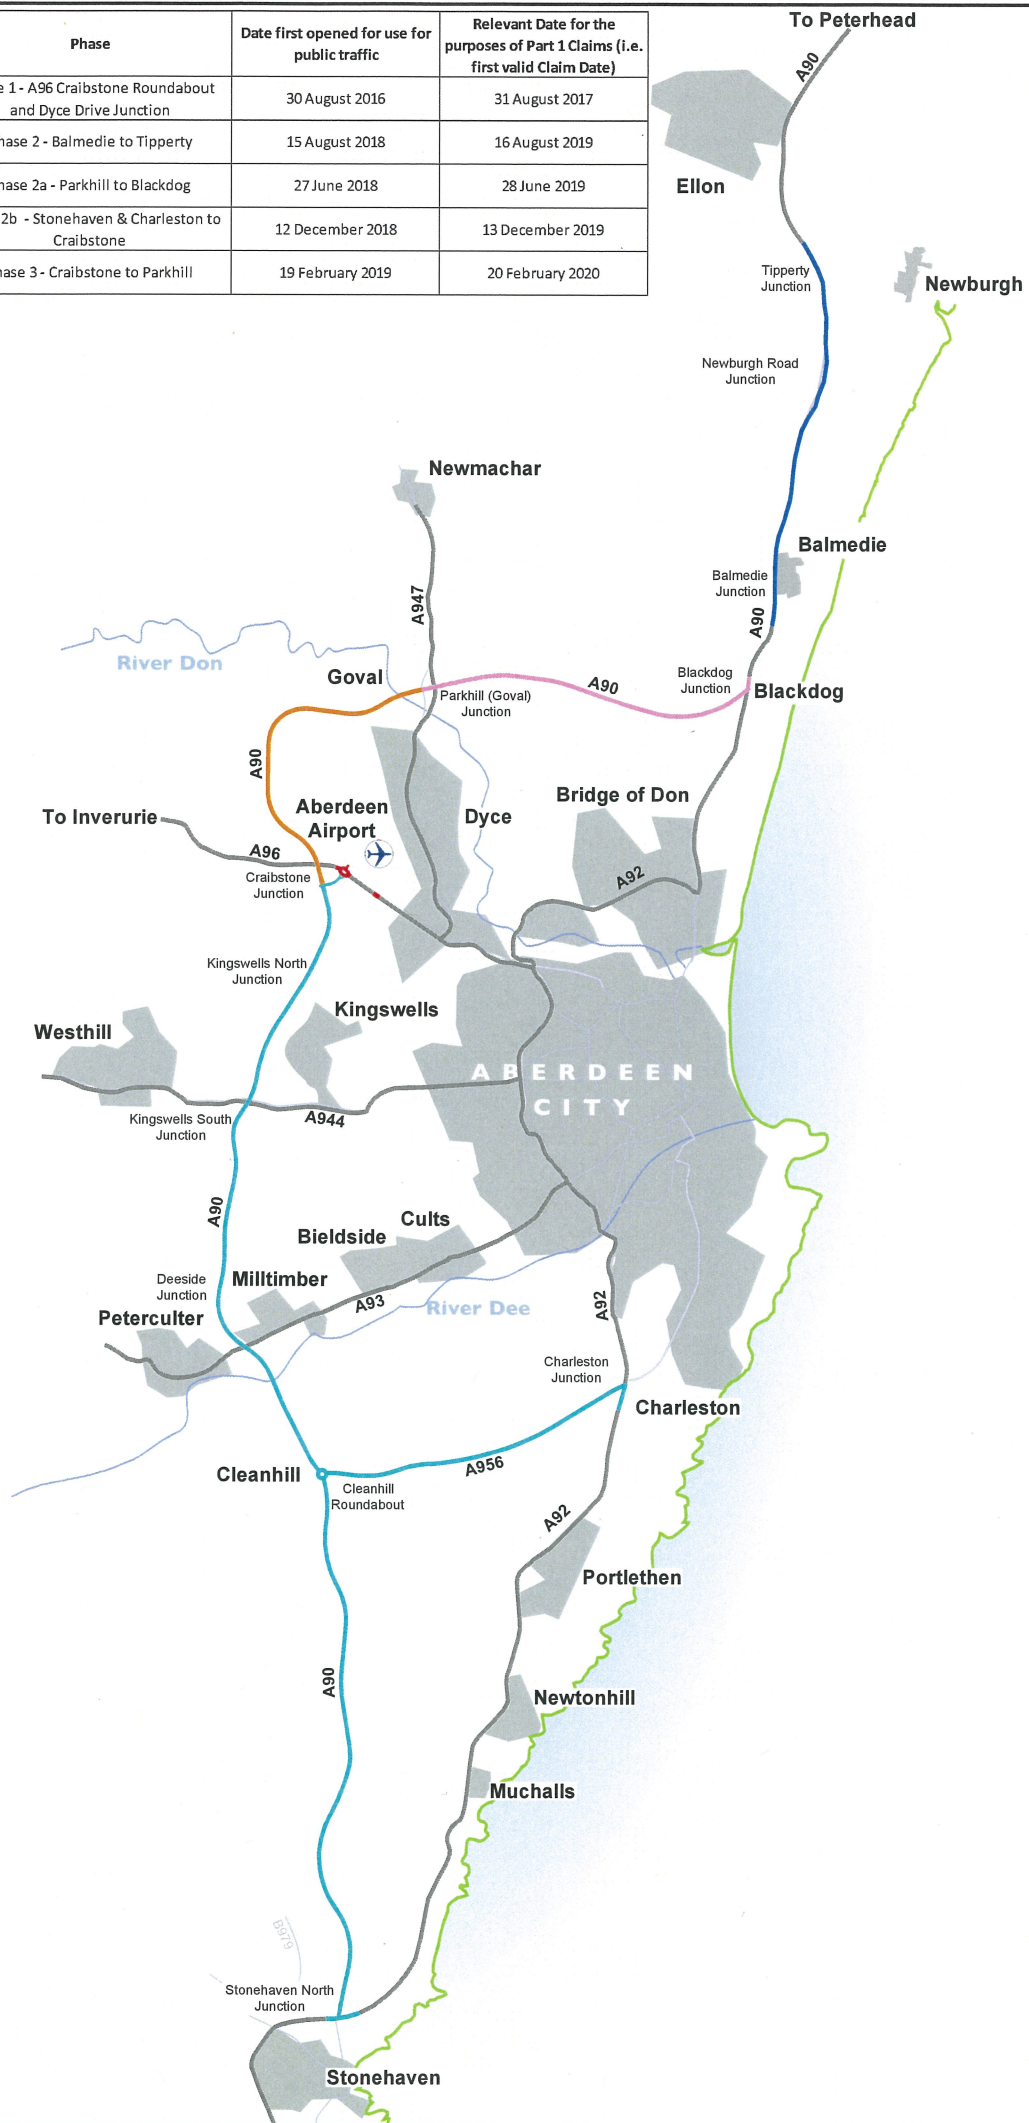 Phase
Date first opened for use for
public traffic
Relevant Date for the
purposes of Part 1 Claims (i.e.
first valid Claim Date)
e 1 - A96 Craibstone Roundabout
and Dyce Drive Junction
30 August 2016
31 August 2017
hase 2 - Balmedie to Tipperty
15 August 2018
16 August 2019
hase 2a - Parkhill to Blackdog
27 June 2018
28 June 2019
2b - Stonehaven & Charleston to
Craibstone
12 December 2018
13 December 2019
hase 3 - Craibstone to Parkhill
19 February 2019
20 February 2020
To Peterhead
A90
Ellon
Tipperty
Junction
Newburgh
Newburgh Road
Junction
Newmachar
Balmedie
Balmedie
Junction
A947
A90
River Don
Goval
Blackdog
Junction
A90
Blackdog
Parkhill (Goval)
Junction
A90
Bridge of Don
Aberdeen
Airport
Dyce
To Inverurie
A96
Craibstone
Junction
A92
Kingswells North
Junction
Kingswells
Westhill
ABERDEEN
CITY
Kingswells South
Junction
A944
A90
Cults
Bieldside
Deeside
Junction
Milltimber
A93
River Dee
A92
Peterculter
Charleston
Junction
Charleston
A956
Cleanhill
Cleanhill
Roundabout
A92
Portlethen
A90
Newtonhill
Muchalls
B979
Stonehaven North
Junction
Stonehaven